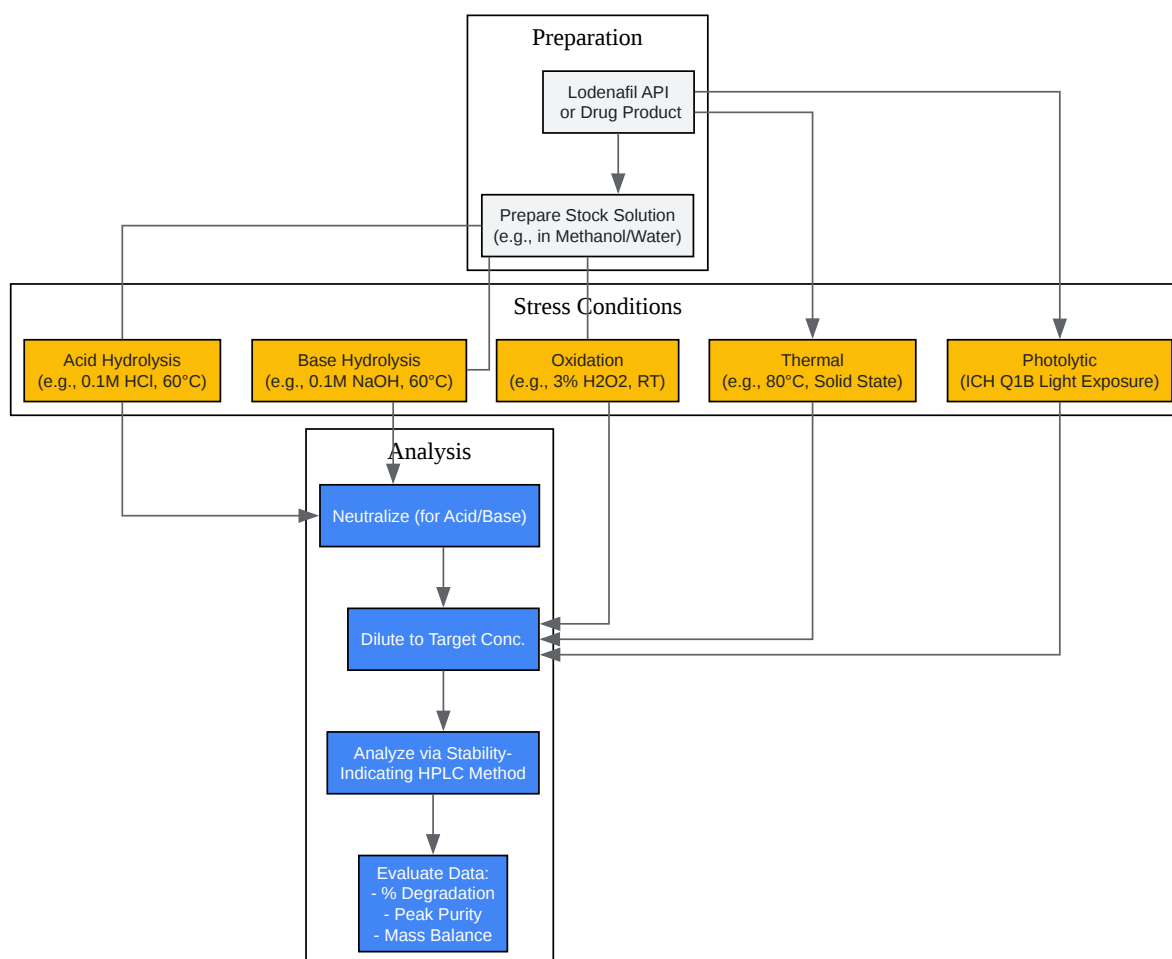 Preparation
Lodenafil API
or Drug Product
Prepare Stock Solution
(e.g., in Methanol/Water)
Stress Conditions
Acid Hydrolysis
(e.g., 0.1M HCl, 60°C)
Base Hydrolysis
(e.g., 0.1M NaOH, 60°C)
Oxidation
(e.g., 3% H2O2, RT)
Thermal
(e.g., 80°C, Solid State)
Photolytic
(ICH Q1B Light Exposure)
Analysis
Neutralize (for Acid/Base)
Dilute to Target Conc.
Analyze via Stability-
Indicating HPLC Method
Evaluate Data:
- % Degradation
- Peak Purity
- Mass Balance